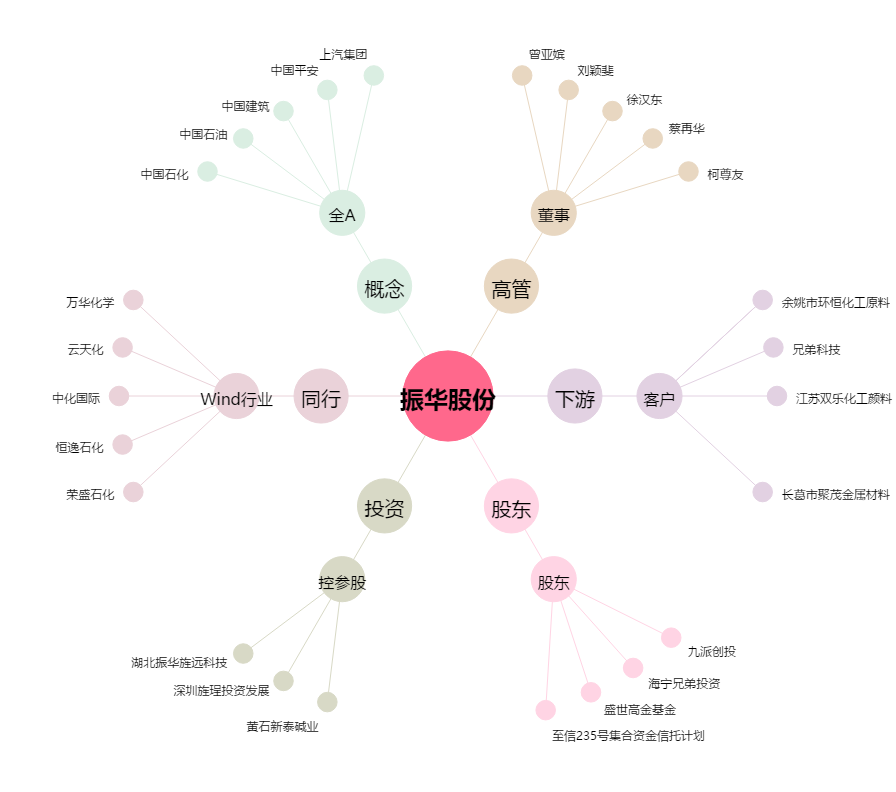 上汽集团
中国平安
中国建筑
中国石油
中国石化
全A
概念
曾亚嫔
刘颖斐
徐汉东
蔡再华
柯尊友
董事
高管
万华化学
云天化
中化国际
恒逸石化
荣盛石化
Wind行业
同行
振华股份
下游
客户
余姚市环恒化工原料
兄弟科技
江苏双乐化工颜料
长葛市聚茂金属材料
投资
控参股
湖北振华旌远科技
深圳旌珵投资发展
黄石新泰碱业
股东
股东
九派创投
海宁兄弟投资
盛世高金基金
至信235号集合资金信托计划